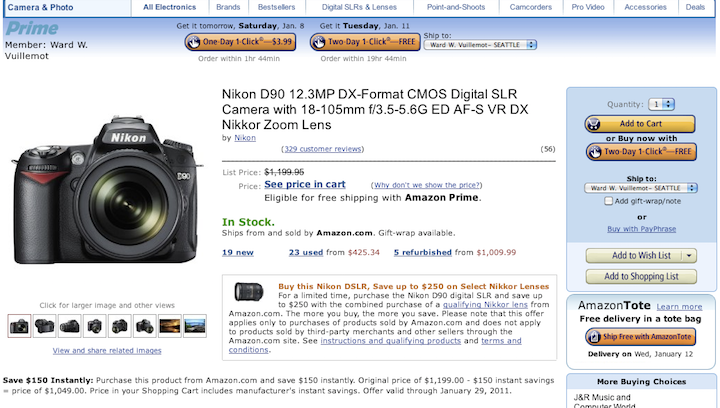 Camera & Photo
All Electronics
Brands
Bestsellers
Digital SLRs & Lenses
Point-and-Shoots
Camcorders
Pro Video
Accessories
Deals
Prime
Member: Ward W.
Vuillemot
Get it tomorrow, Saturday, Jan. 8
One-Day 1-Click®—$3.99
Order within 1hr 44min
Get it Tuesday, Jan. 11
Two-Day 1-Click®—FREE
Order within 19hr 44min
Ship to:
Ward W. Vuillemot- SEATTLE
Nikon
D90
Click for larger image and other views
View and share related images
Nikon D90 12.3MP DX-Format CMOS Digital SLR
Camera with 18-105mm f/3.5-5.6G ED AF-S VR DX
Nikkor Zoom Lens
by Nikon
(329 customer reviews)
(56)
List Price: $1,199.95
Price: See price in cart (Why don't we show the price?)
Eligible for free shipping with Amazon Prime.
In Stock.
Ships from and sold by Amazon.com. Gift-wrap available.
19 new 23 used from $425.34 5 refurbished from $1,009.99
Buy this Nikon DSLR, Save up to $250 on Select Nikkor Lenses
For a limited time, purchase the Nikon D90 digital SLR and save up
to $250 with the combined purchase of a qualifying Nikkor lens from
Amazon.com. The more you buy, the more you save. Please note that this offer
applies only to purchases of products sold by Amazon.com and does not apply
to products sold by third-party merchants and other sellers through the
Amazon.com site. See instructions and qualifying products and terms and
conditions.
Quantity: 1
Add to Cart
or Buy now with
Two-Day 1-Click®—FREE
Ship to:
Ward W. Vuillemot- SEATTLE
Add gift-wrap/note
or
Buy with PayPhrase
Add to Wish List
Add to Shopping List
AmazonTote Learn more
Free delivery in a tote bag
Ship Free with AmazonTote
Delivery on Wed, January 12
More Buying Choices
J&R Music and
Computer World
Save $150 Instantly: Purchase this product from Amazon.com and save $150 instantly. Original price of $1,199.00 - $150 instant savings
= price of $1,049.00. Price in your Shopping Cart includes manufacturer's instant savings. Offer valid through January 29, 2011.